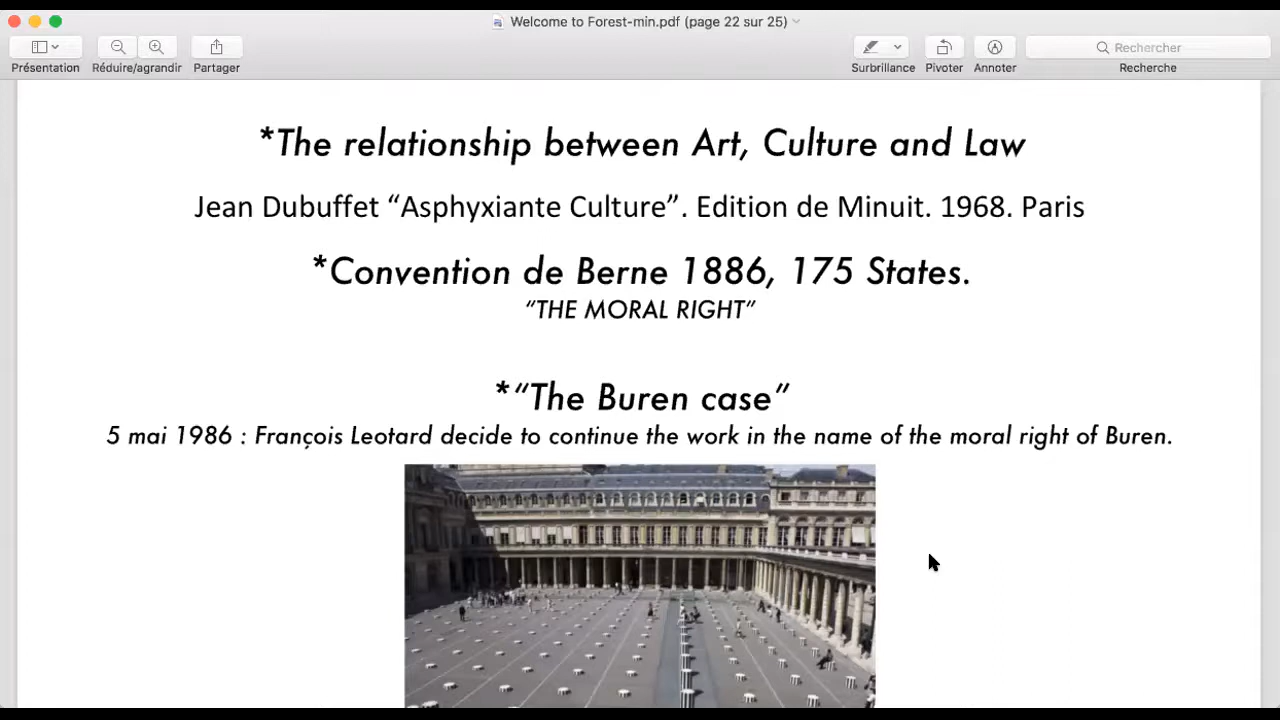 Welcome to Forest-min.pdf (page 22 sur 25)
Présentation
Réduire/agrandir
Partager
Surbrillance
Pivoter
Annoter
Rechercher
Recherche
*The relationship between Art, Culture and Law
Jean Dubuffet “Asphyxiante Culture”. Edition de Minuit. 1968. Paris
*Convention de Berne 1886, 175 States.
“THE MORAL RIGHT”
*“The Buren case”
5 mai 1986 : François Leotard decide to continue the work in the name of the moral right of Buren.